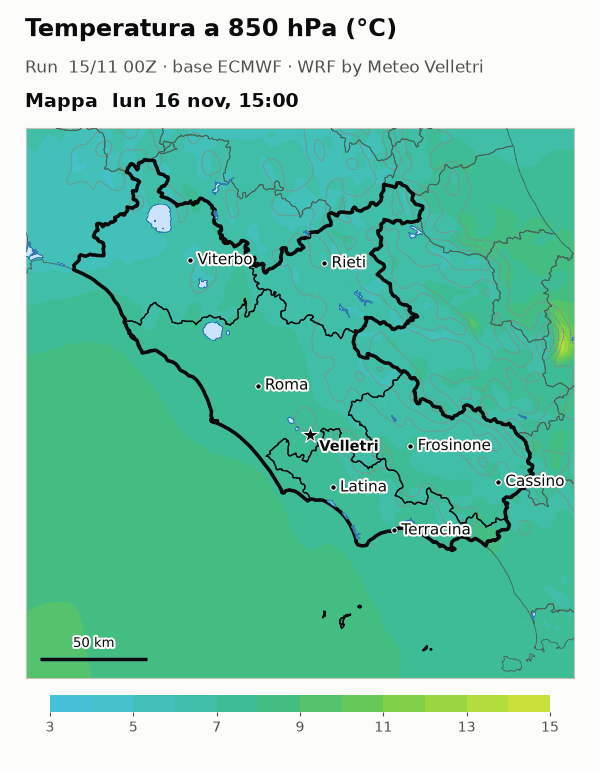 Temperatura a 850 hPa (°C)
Run  15/11 00Z · base ECMWF · WRF by Meteo Velletri
Mappa  lun 16 nov, 15:00
Viterbo
Rieti
Roma
Velletri
Frosinone
Cassino
Latina
Terracina
50 km
3 5 7 9 11 13 15